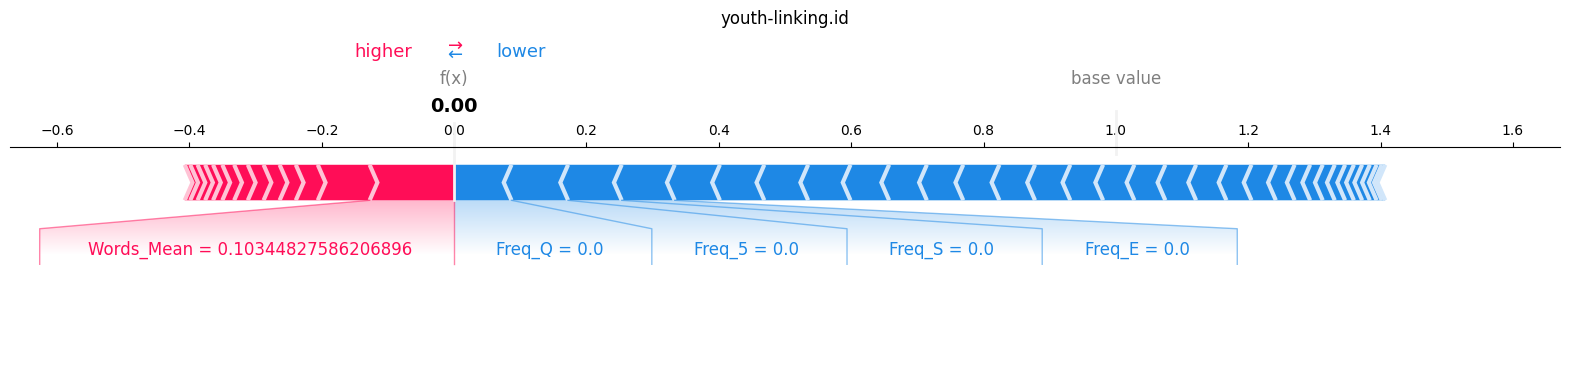 youth-linking.id
higher ⇄ lower
f(x) base value
0.00
−0.6 −0.4 −0.2 0.0 0.2 0.4 0.6 0.8 1.0 1.2 1.4 1.6
Words_Mean = 0.10344827586206896 Freq_Q = 0.0 Freq_5 = 0.0 Freq_S = 0.0 Freq_E = 0.0